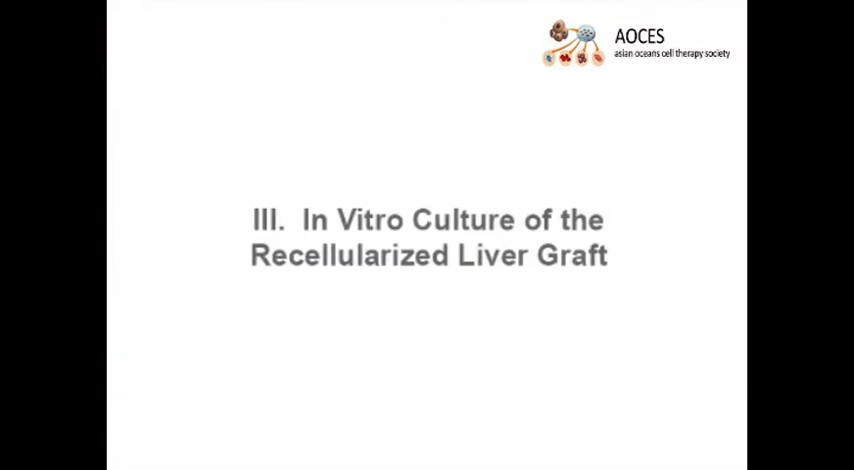 AOCES
asian oceans cell therapy society
III. In Vitro Culture of the
Recellularized Liver Graft